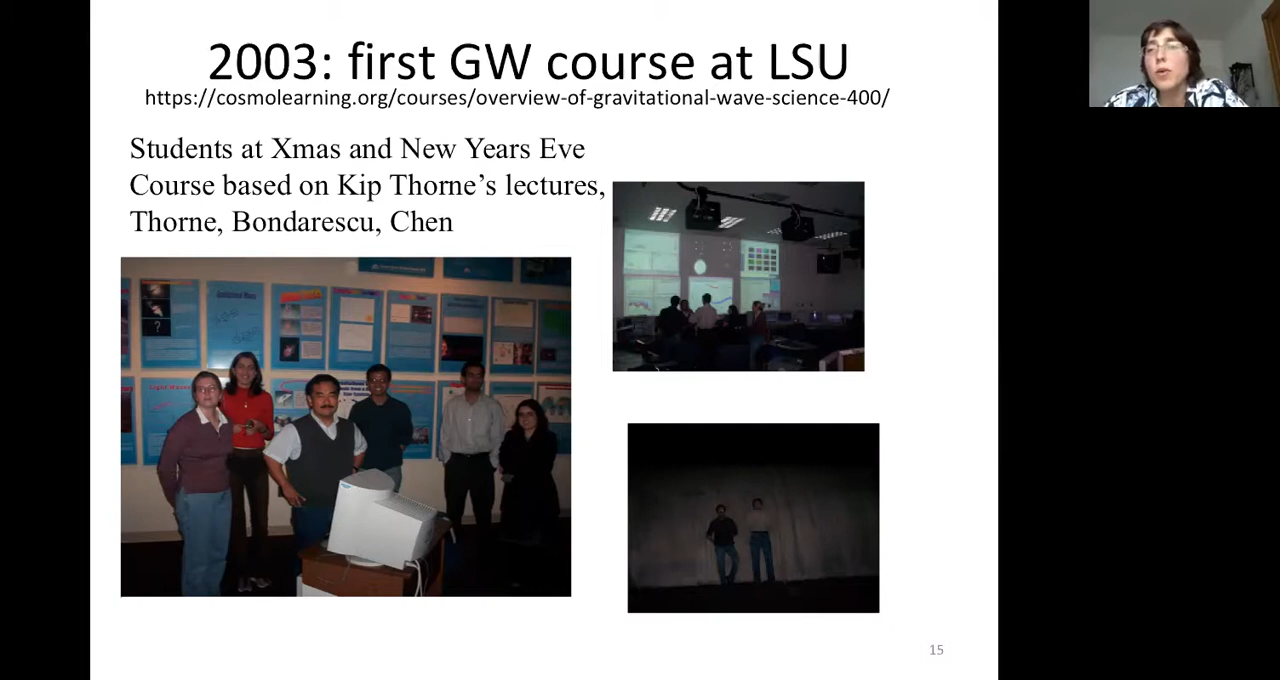 2003: first GW course at LSU
https://cosmolearning.org/courses/overview-of-gravitational-wave-science-400/
Students at Xmas and New Years Eve
Course based on Kip Thorne’s lectures,
Thorne, Bondarescu, Chen
15